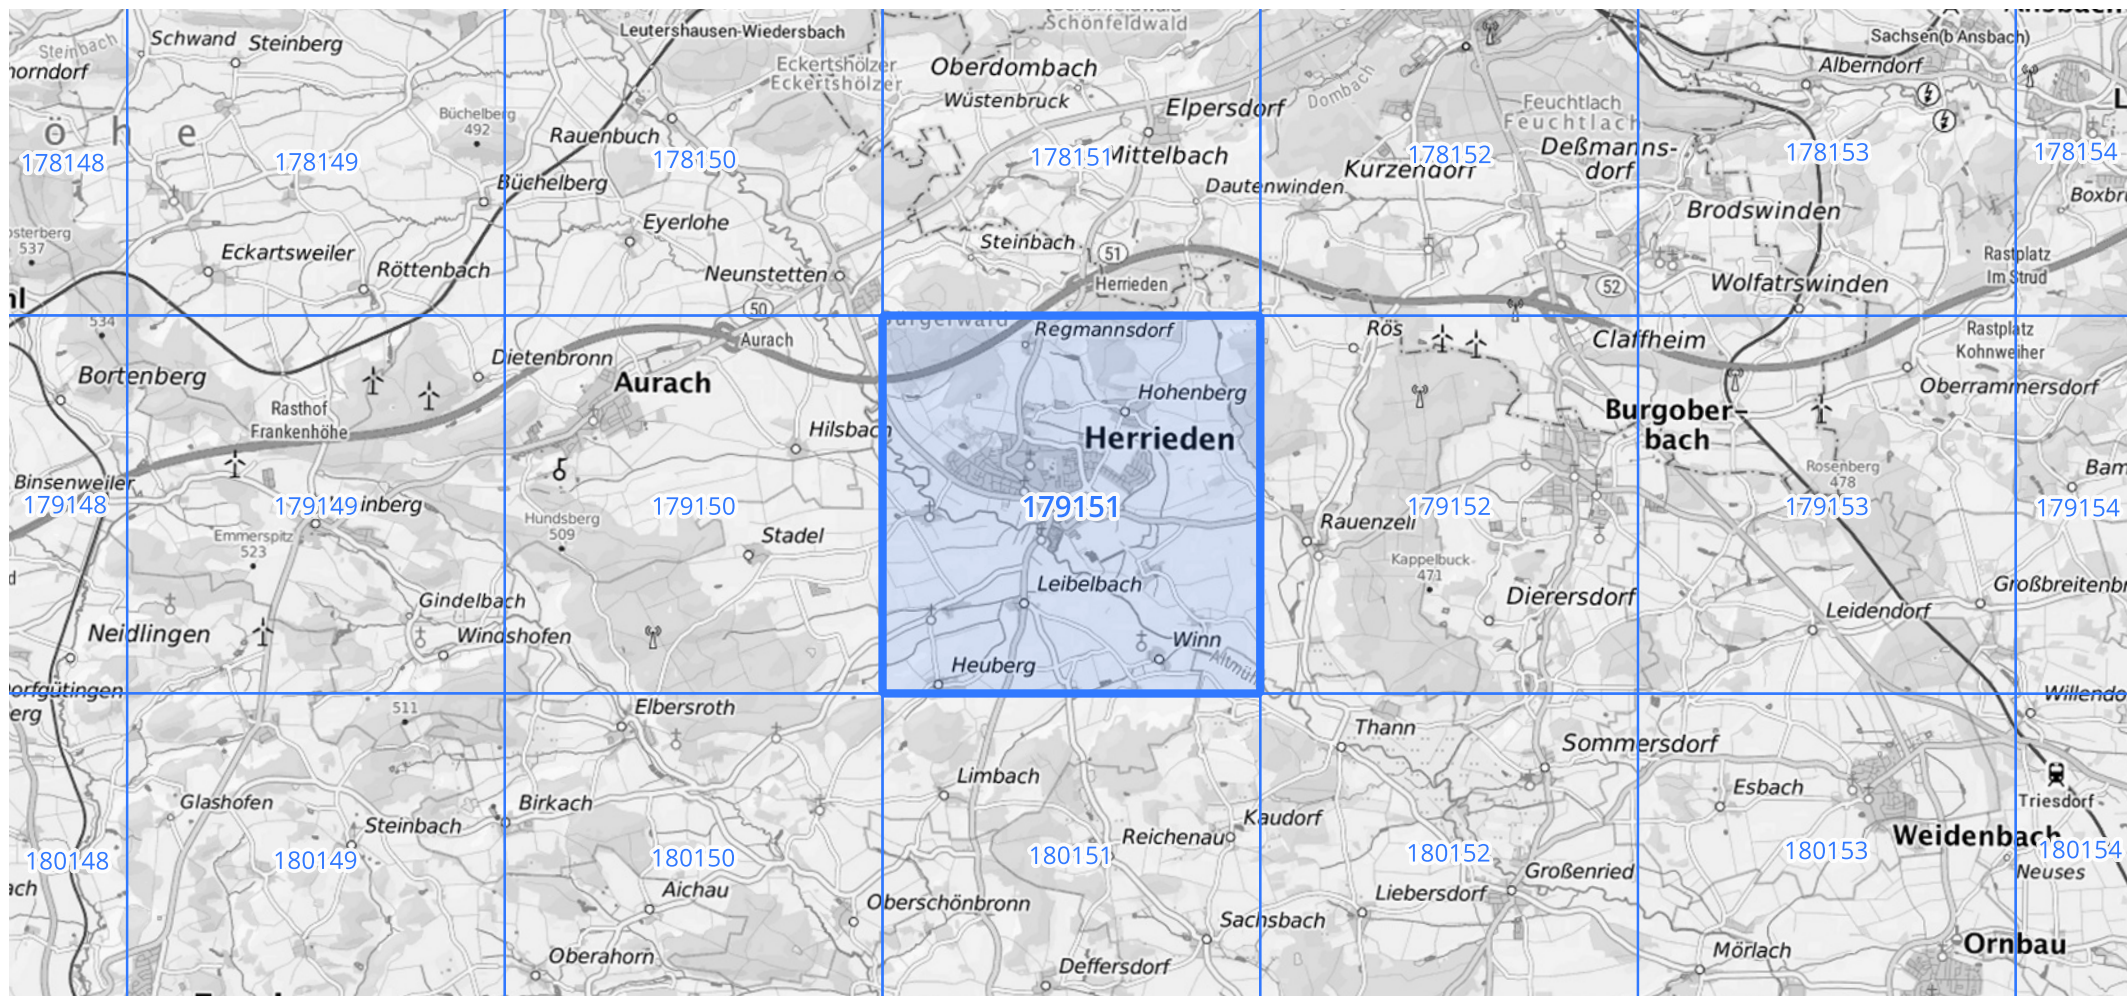 Leutershausen-Wiedersbach
Schönfeldwald
Sachsen(b Ansbach)
Steinbach
Schwand
Steinberg
Eckertshölzer
Eckertshölzer
Oberdombach
Alberndorf
Wüstenbruck
Elpersdorf
Dombach
Feuchtlach
Feuchtlach
Büchelberg
492
Rauenbuch
ö h e
178148
178149
178150
178151
Mittelbach
178152
Kurzendorf
Deßmanns-
dorf
178153
178154
Büchelberg
Dautenwinden
Brodswinden
Eyerlohe
537
Eckartsweiler
Röttenbach
Neunstetten
Steinbach
51
Herrieden
52
Wolfatrswinden
Rastplatz
Im Strud
50
534
Aurach
Bürgerwald
Regmannsdorf
Rös
Claffheim
Rastplatz
Kohnweiher
Bortenberg
Dietenbronn
Aurach
Hohenberg
Oberrammersdorf
Rasthof
Frankenhöhe
Hilsbach
Herrieden
Burgober-
bach
Binsenweiler
Rosenberg
478
179148
179149
inberg
179150
179151
179152
179153
179154
Emmerspitz
523
Hundsberg
509
Stadel
Rauenzell
Kappelbuck
471
Leibelbach
Dierersdorf
Gindelbach
Windshofen
Leidendorf
Neidlingen
Winn
Heuberg
511
Elbersroth
Thann
Sommersdorf
Limbach
Esbach
Triesdorf
Glashofen
Steinbach
Birkach
Reichenau
Kaudorf
Weidenbach
180148
180149
180150
180151
180152
180153
180154
Neuses
Aichau
Oberschönbronn
Liebersdorf
Großenried
Sachsbach
Oberahorn
Deffersdorf
Mörlach
Ornbau